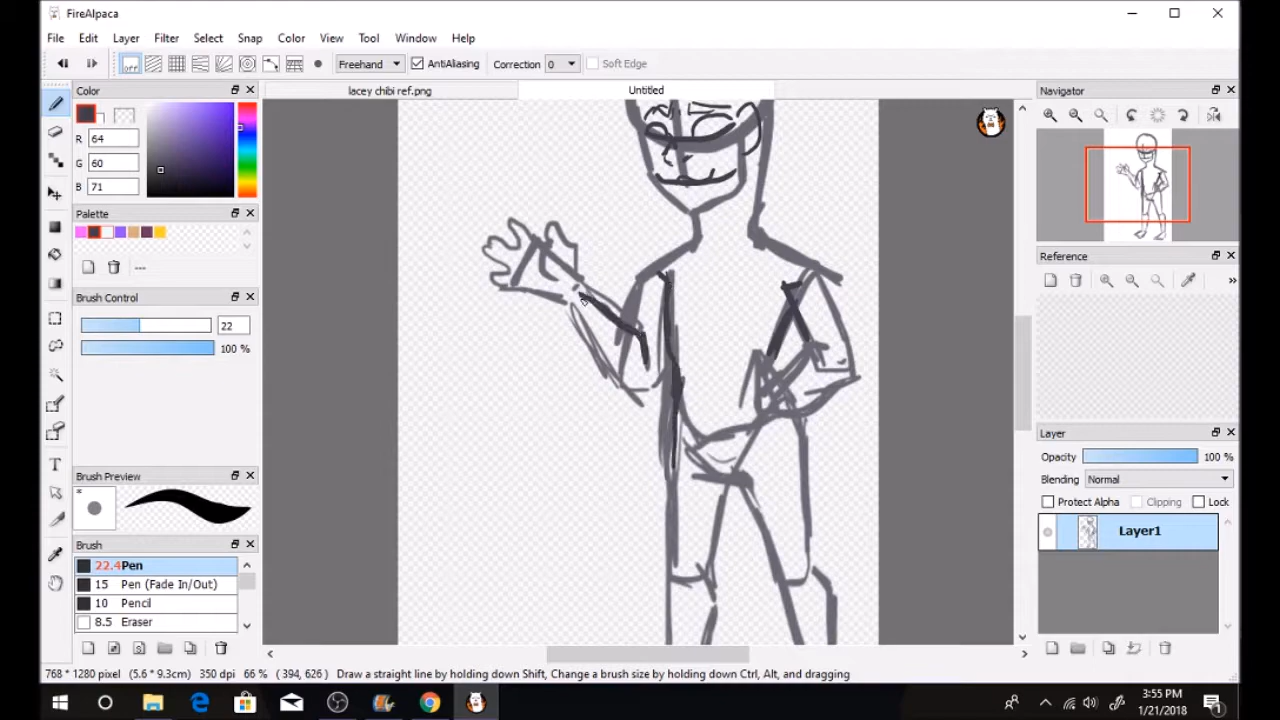 FireAlpaca
File Edit Layer Filter Select Snap Color View Tool Window Help
off Freehand AntiAliasing Correction 0 Soft Edge
Color
lacey chibi ref.png Untitled
Navigator
R 64
G 60
B 71
Palette
---
Reference
»
Brush Control
22
100 %
Layer
Opacity 100 %
Blending Normal
Protect Alpha Clipping Lock
Layer1
Brush Preview
*
Brush
22.4 Pen
15 Pen (Fade In/Out)
10 Pencil
8.5 Eraser
768 * 1280 pixel (5.6 * 9.3cm) 350 dpi 66 % ( 394, 626) Draw a straight line by holding down Shift, Change a brush size by holding down Ctrl, Alt, and dragging
3:55 PM
1/21/2018
1